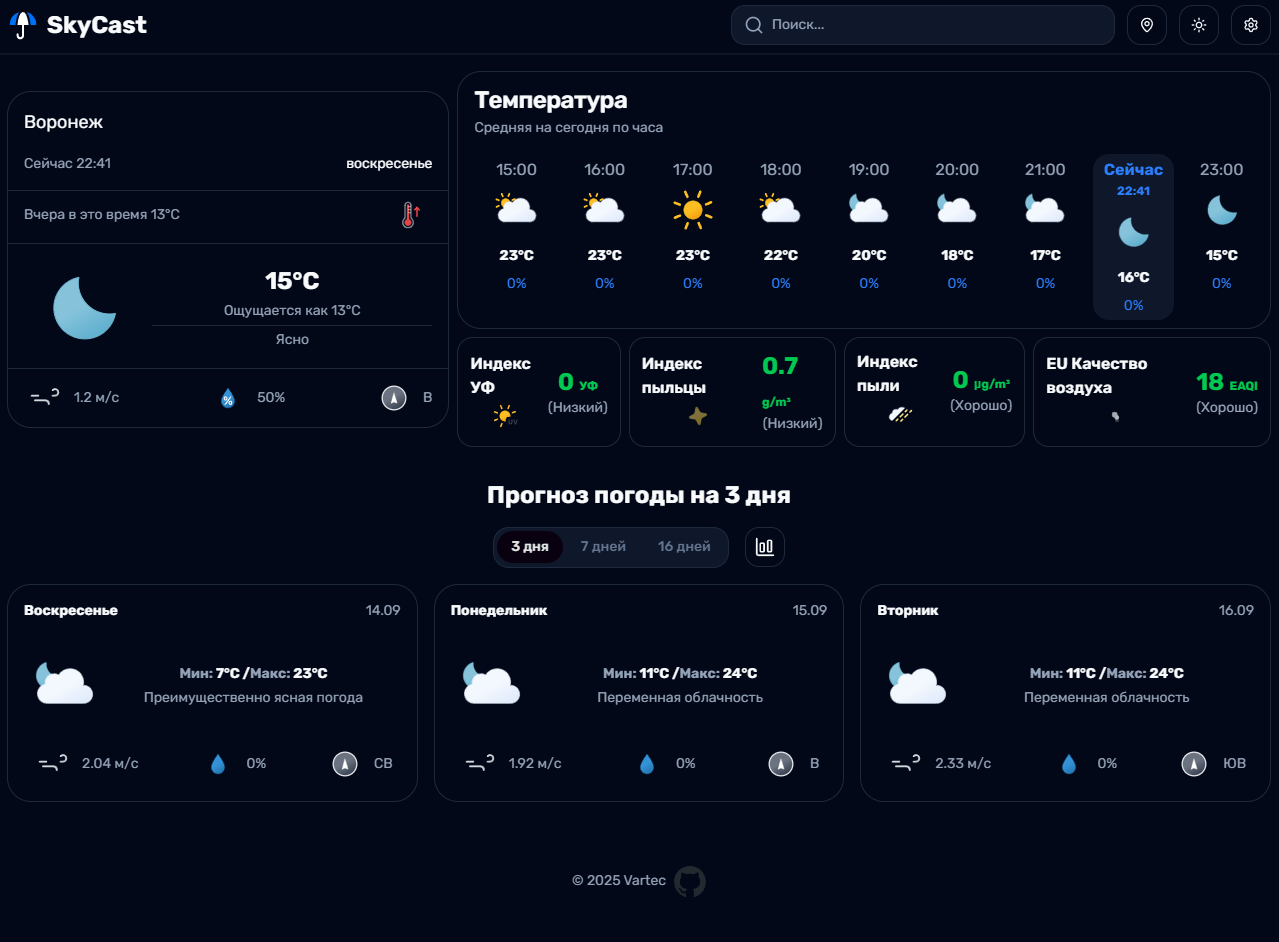 SkyCast
Поиск...
Воронеж
Сейчас 22:41
воскресенье
Вчера в это время 13°C
15°C
Ощущается как 13°C
Ясно
1.2 м/с
%
50%
В
Температура
Средняя на сегодня по часа
15:00 16:00 17:00 18:00 19:00 20:00 21:00 Сейчас 23:00
22:41
23°C 23°C 23°C 22°C 20°C 18°C 17°C 16°C 15°C
0% 0% 0% 0% 0% 0% 0% 0% 0%
Индекс
УФ
UV
0 УФ
(Низкий)
Индекс
пыльцы
0.7
g/m³
(Низкий)
Индекс
пыли
0 µg/m³
(Хорошо)
EU Качество
воздуха
18 EAQI
(Хорошо)
Прогноз погоды на 3 дня
3 дня 7 дней 16 дней
Воскресенье 14.09
Мин: 7°C /Макс: 23°C
Преимущественно ясная погода
2.04 м/с 0% СВ
Понедельник 15.09
Мин: 11°C /Макс: 24°C
Переменная облачность
1.92 м/с 0% В
Вторник 16.09
Мин: 11°C /Макс: 24°C
Переменная облачность
2.33 м/с 0% ЮВ
© 2025 Vartec